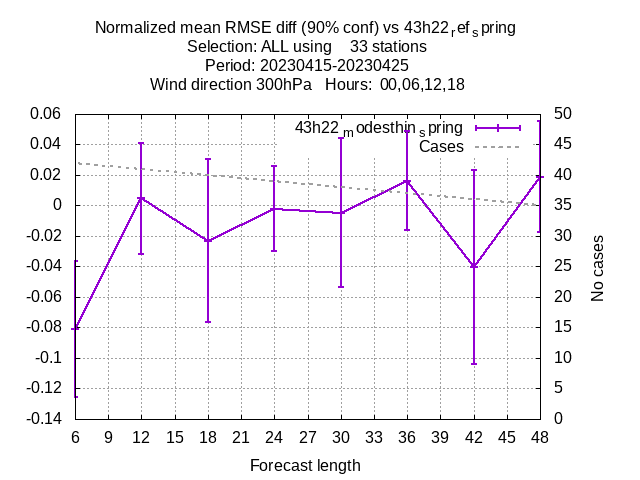 Normalized mean RMSE diff (90% conf) vs 43h22refspring
Selection: ALL using 33 stations
Period: 20230415-20230425
Wind direction 300hPa Hours: 00,06,12,18
0.06 50
43h22modesthinspring
0.04 45
Cases
0.02 40
0 35
-0.02 30
-0.04 25
-0.06 20
-0.08 15
-0.1 10
-0.12 5
-0.14 0
No cases
6 9 12 15 18 21 24 27 30 33 36 39 42 45 48
Forecast length